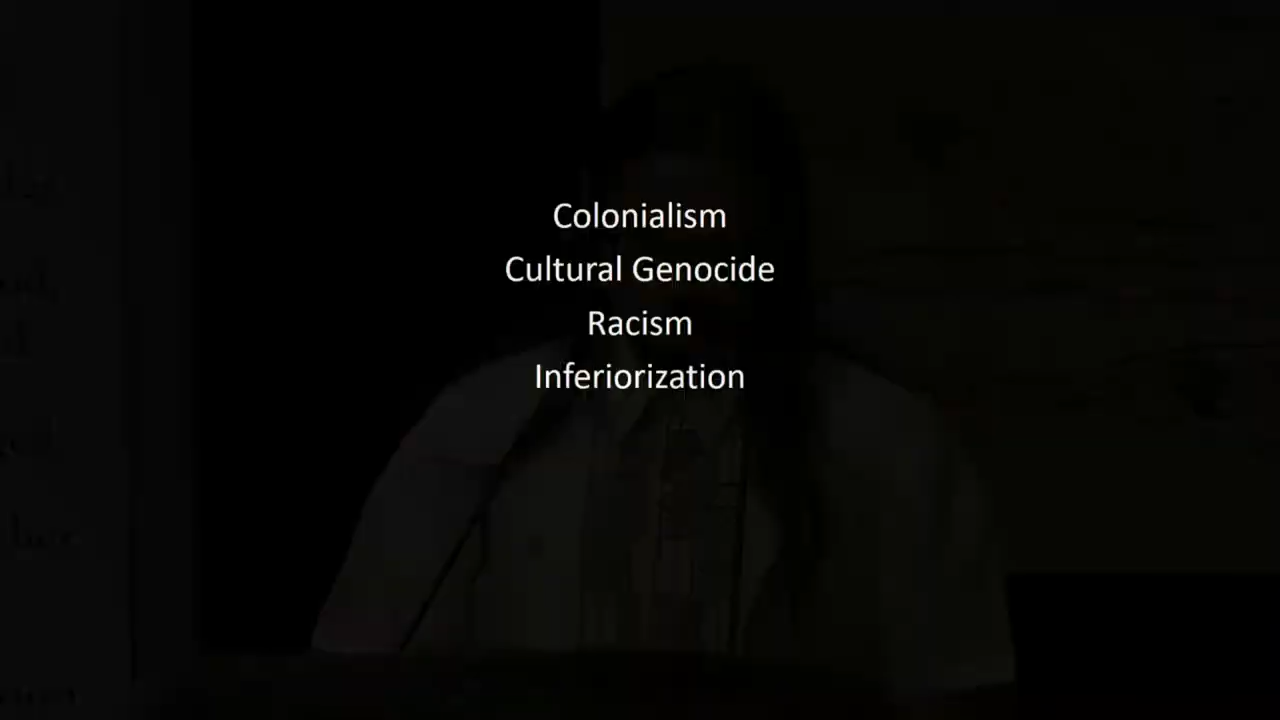 Colonialism
Cultural Genocide
Racism
Inferiorization